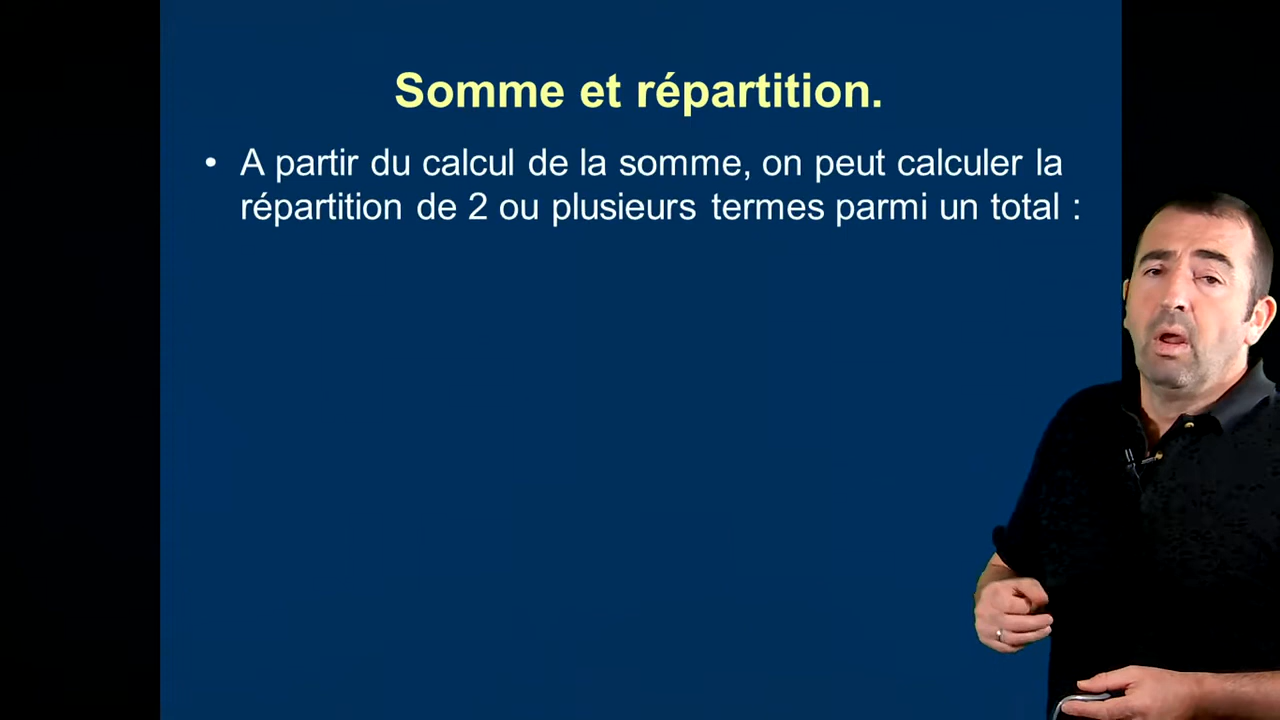 Somme et répartition.
• A partir du calcul de la somme, on peut calculer la
répartition de 2 ou plusieurs termes parmi un total :